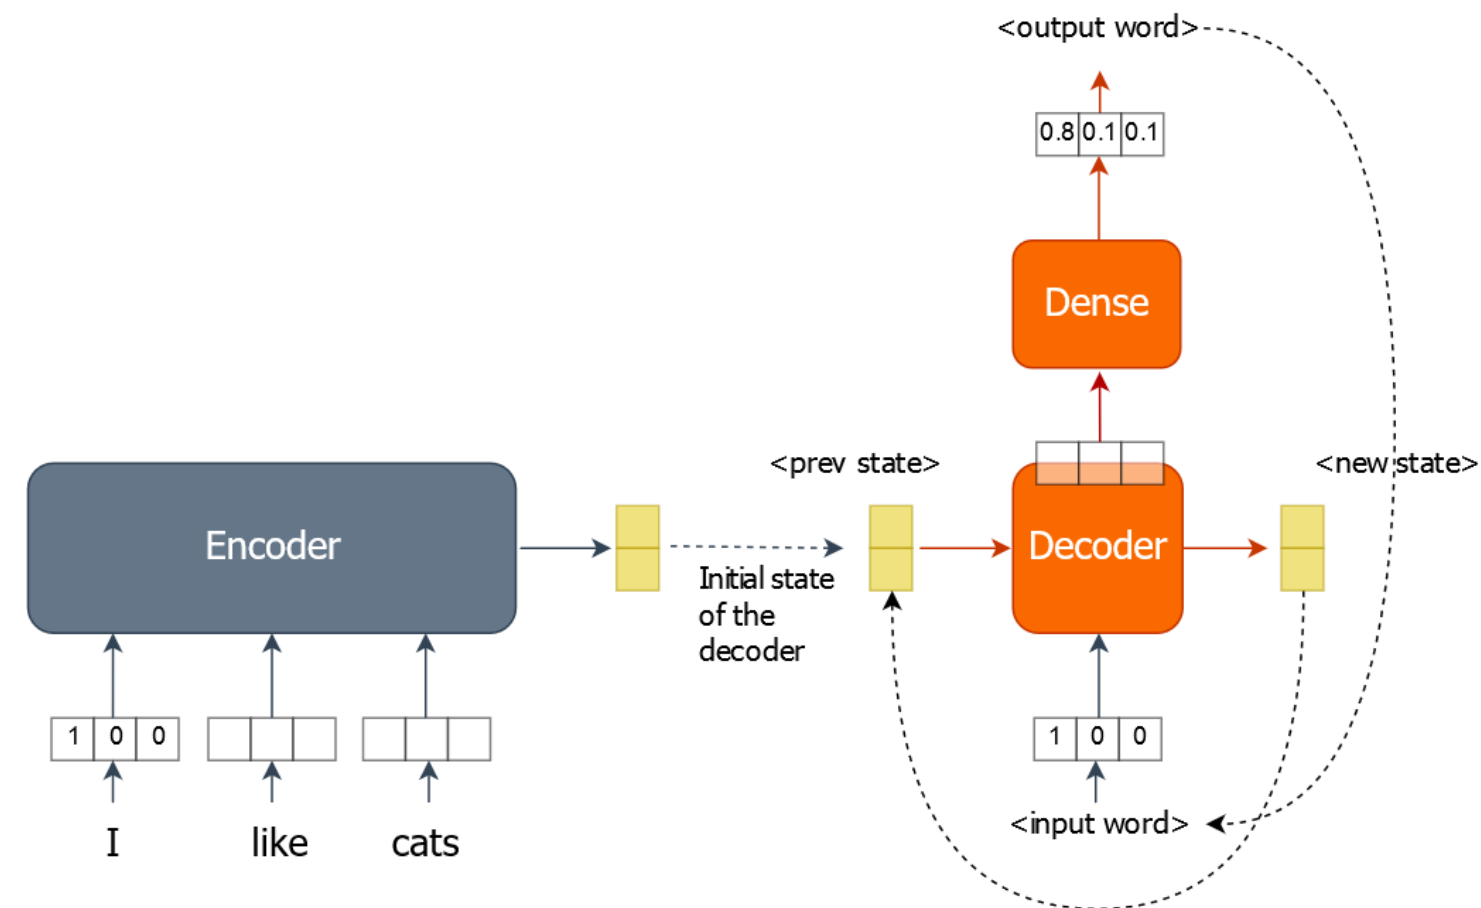 <output word>
0.8 0.1 0.1
Dense
<prev state>
<new state>
Encoder
Decoder
Initial state
of the
decoder
1 0 0
1 0 0
<input word>
I like cats